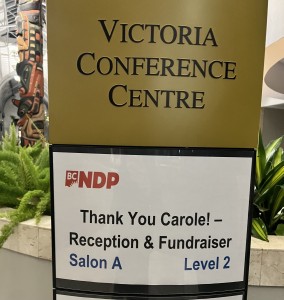 VICTORIA
CONFERENCE
CENTRE
BC NDP
Thank You Carole! –
Reception & Fundraiser
Salon A Level 2